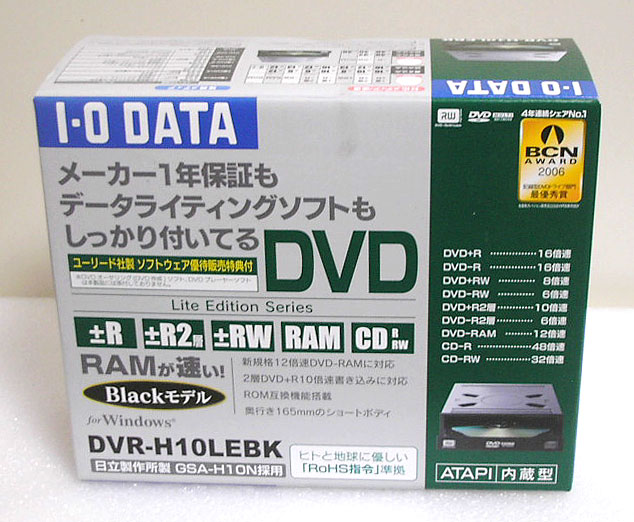 I-O DATA
I-O DATA
メーカー1年保証も
データライティングソフトも
しっかり付いてる
DVD
ユーリード社製 ソフトウェア優待販売特典付
Lite Edition Series
±R
±R2層
±RW
RAM
CD R RW
RAMが速い!
Blackモデル
for Windows®
DVR-H10LEBK
日立製作所製 GSA-H10N採用
新規格12倍速DVD-RAMに対応
2層DVD+R10倍速書き込みに対応
ROM互換機能搭載
奥行き165mmのショートボディ
ヒトと地球に優しい
「RoHS指令」準拠
RW
DVD
4年連続シェアNo.1
BCN
AWARD
2006
最優秀賞
DVD+R 16倍速
DVD-R 16倍速
DVD+RW 8倍速
DVD-RW 6倍速
DVD+R2層 10倍速
DVD-R2層 6倍速
DVD-RAM 12倍速
CD-R 48倍速
CD-RW 32倍速
ATAPI 内蔵型